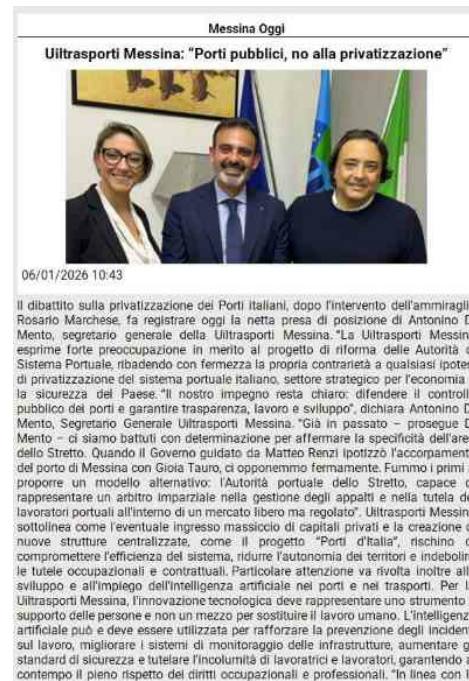 Messina Oggi
Uiltrasporti Messina: “Porti pubblici, no alla privatizzazione”
06/01/2026 10:43
Il dibattito sulla privatizzazione dei Porti italiani, dopo l'intervento dell'ammiragli
Rosario Marchese, fa registrare oggi la netta presa di posizione di Antonino D
Mento, segretario generale della Uiltrasporti Messina. “La Uiltrasporti Messin
esprime forte preoccupazione in merito al progetto di riforma delle Autorità d
Sistema Portuale, ribadendo con fermezza la propria contrarietà a qualsiasi ipotes
di privatizzazione del sistema portuale italiano, settore strategico per l'economia
la sicurezza del Paese. “Il nostro impegno resta chiaro: difendere il controll
pubblico dei porti e garantire trasparenza, lavoro e sviluppo”, dichiara Antonino D
Mento, Segretario Generale Uiltrasporti Messina. “Già in passato – prosegue D
Mento – ci siamo battuti con determinazione per affermare la specificità dell'are
dello Stretto. Quando il Governo guidato da Matteo Renzi ipotizzò l'accorpament
del porto di Messina con Gioia Tauro, ci opponemmo fermamente. Fummo i primi
proporre un modello alternativo: l'Autorità portuale dello Stretto, capace d
rappresentare un arbitro imparziale nella gestione degli appalti e nella tutela de
lavoratori portuali all'interno di un mercato libero ma regolato”. Uiltrasporti Messin
sottolinea come l'eventuale ingresso massiccio di capitali privati e la creazione d
nuove strutture centralizzate, come il progetto “Porti d'Italia”, rischino d
compromettere l'efficienza del sistema, ridurre l'autonomia dei territori e indebolir
le tutele occupazionali e contrattuali. Particolare attenzione va rivolta inoltre all
sviluppo e all'impiego dell'intelligenza artificiale nei porti e nei trasporti. Per l
Uiltrasporti Messina, l'innovazione tecnologica deve rappresentare uno strumento
supporto delle persone e non un mezzo per sostituire il lavoro umano. L'intelligenz
artificiale può e deve essere utilizzata per rafforzare la prevenzione degli inciden
sul lavoro, migliorare i sistemi di monitoraggio delle infrastrutture, aumentare g
standard di sicurezza e tutelare l'incolumità di lavoratrici e lavoratori, garantendo a
contempo il pieno rispetto dei diritti occupazionali e professionali. “In linea con l